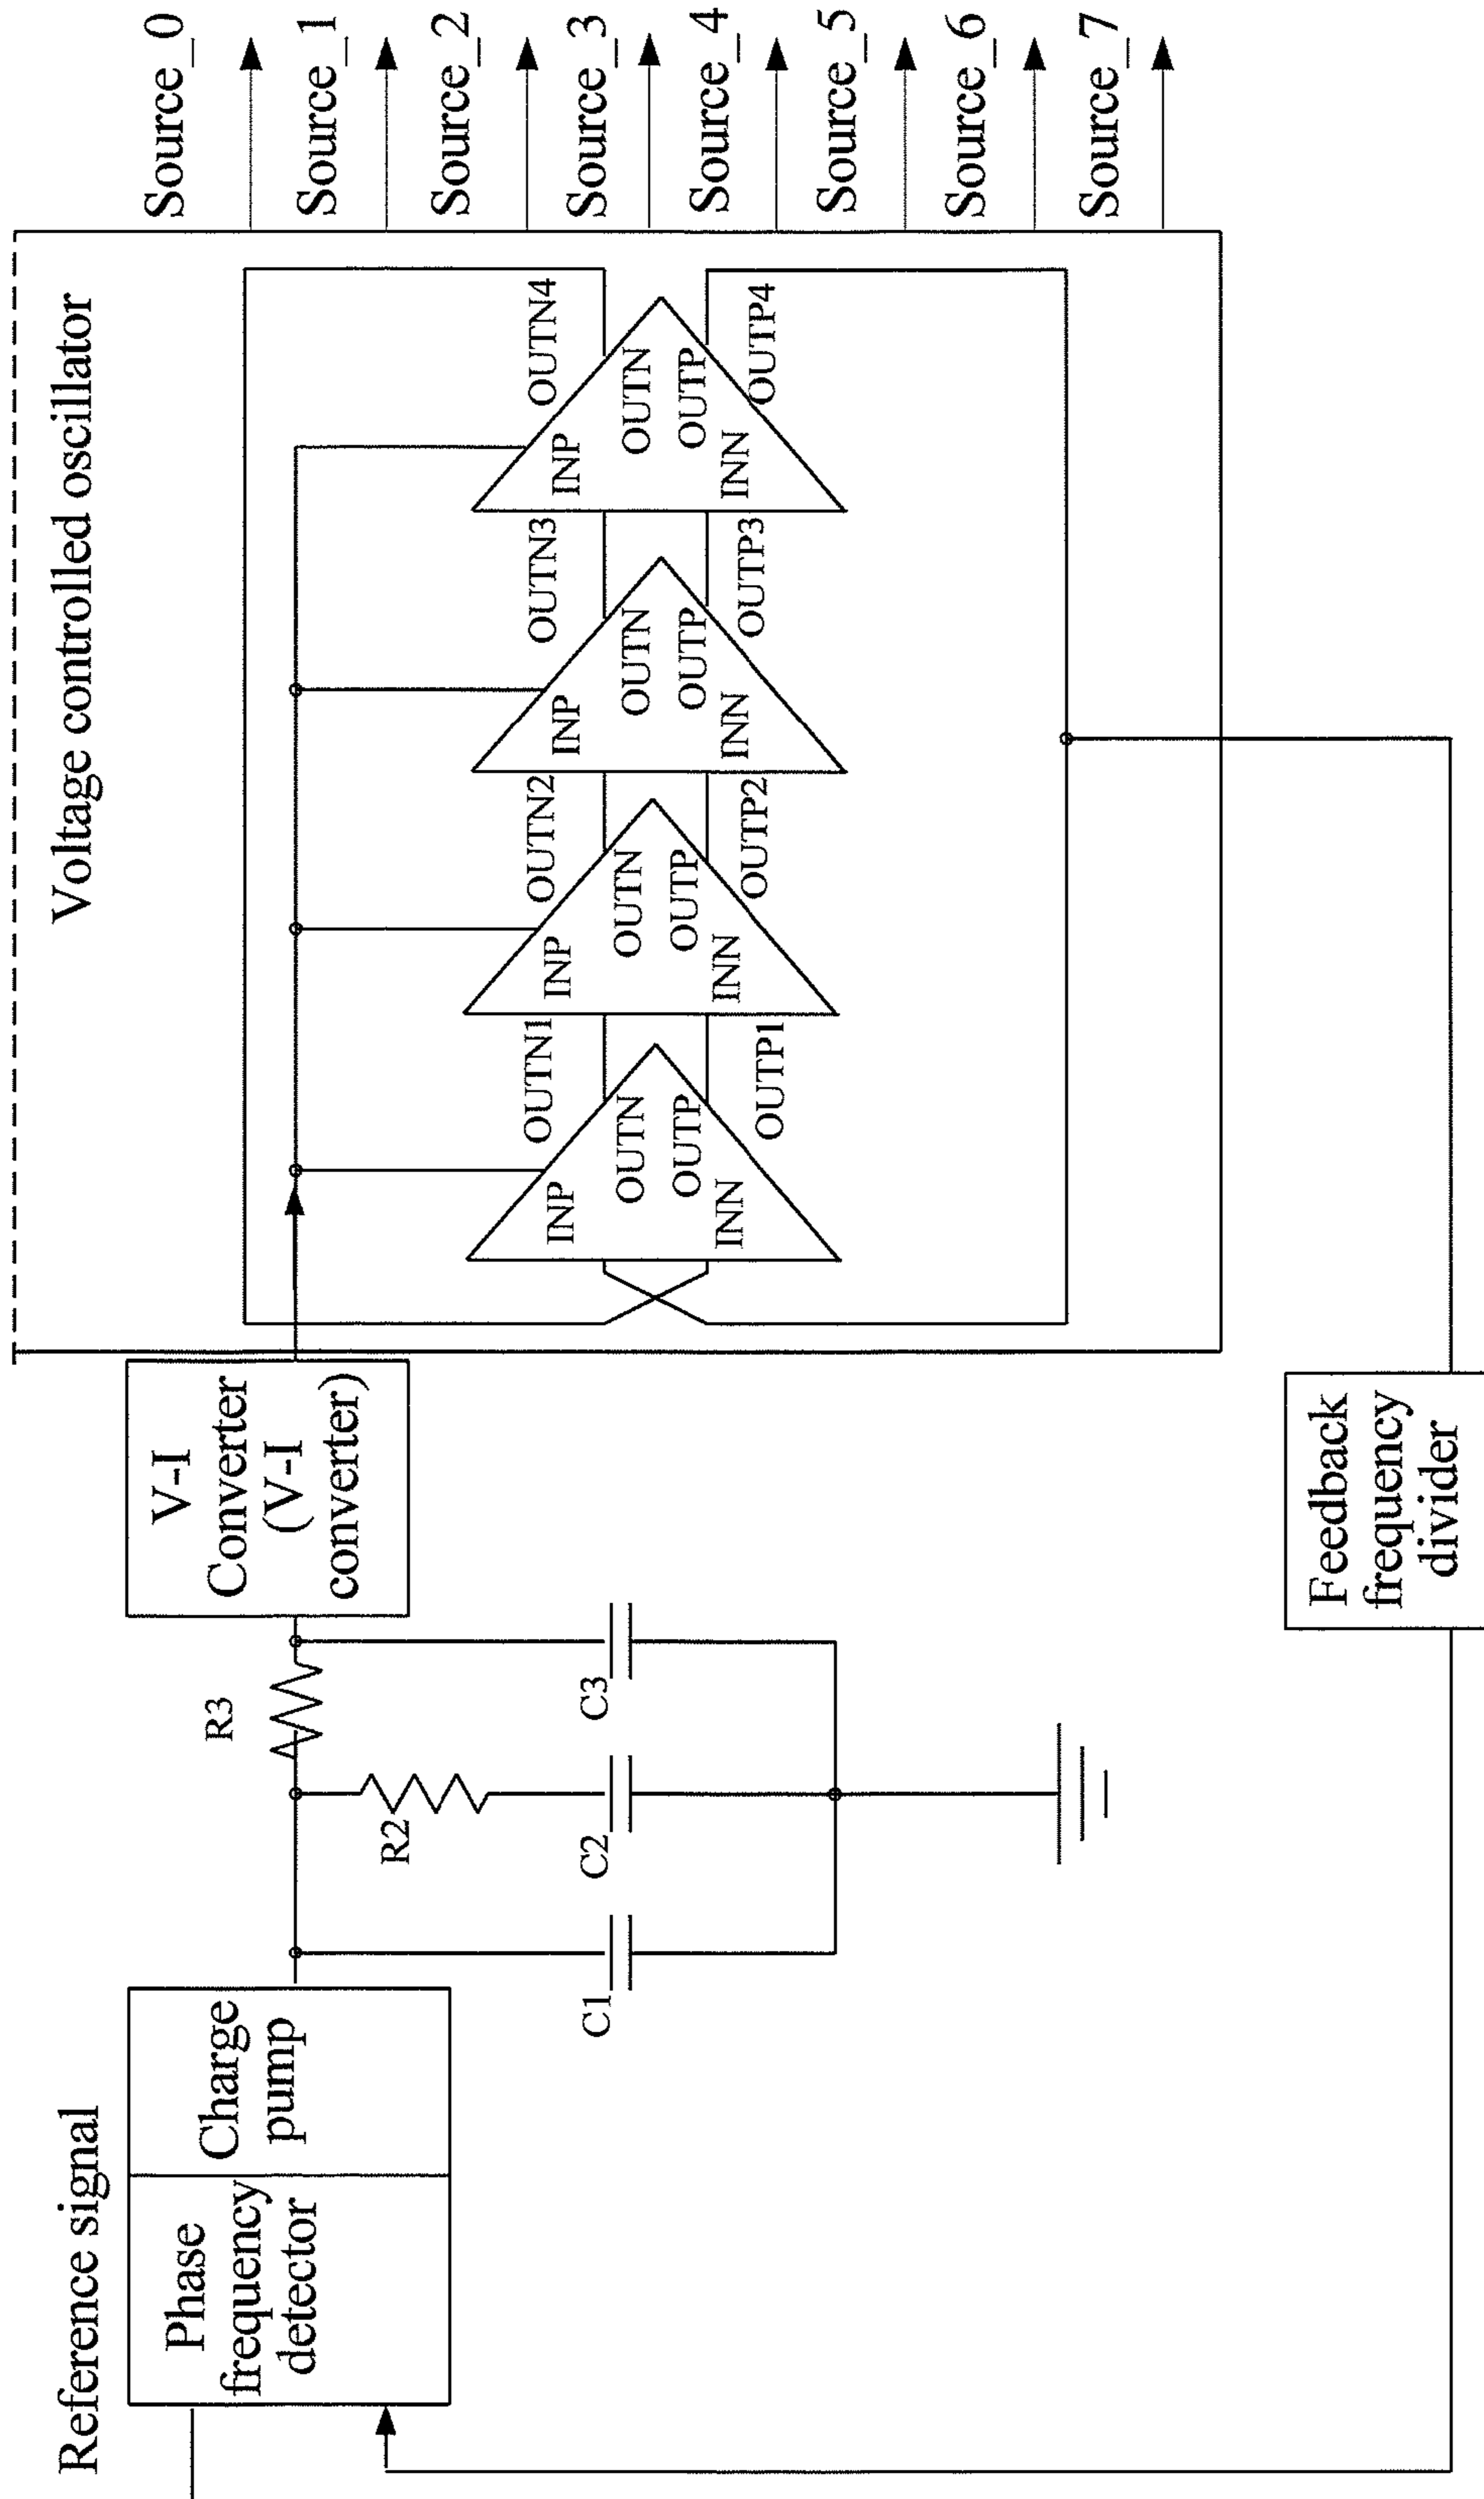 Reference signal
Phase
frequency
detector
Charge
pump
C1
R2
C2
R3
C3
V-I
Converter
(V-I
converter)
Voltage controlled oscillator
INP
OUTN
OUTP
INN
OUTN1
OUTP1
INP
OUTN
OUTP
INN
OUTN2
OUTP2
INP
OUTN
OUTP
INN
OUTN3
OUTP3
INP
OUTN
OUTP
INN
OUTN4
OUTP4
Source_0
Source_1
Source_2
Source_3
Source_4
Source_5
Source_6
Source_7
Feedback
frequency
divider